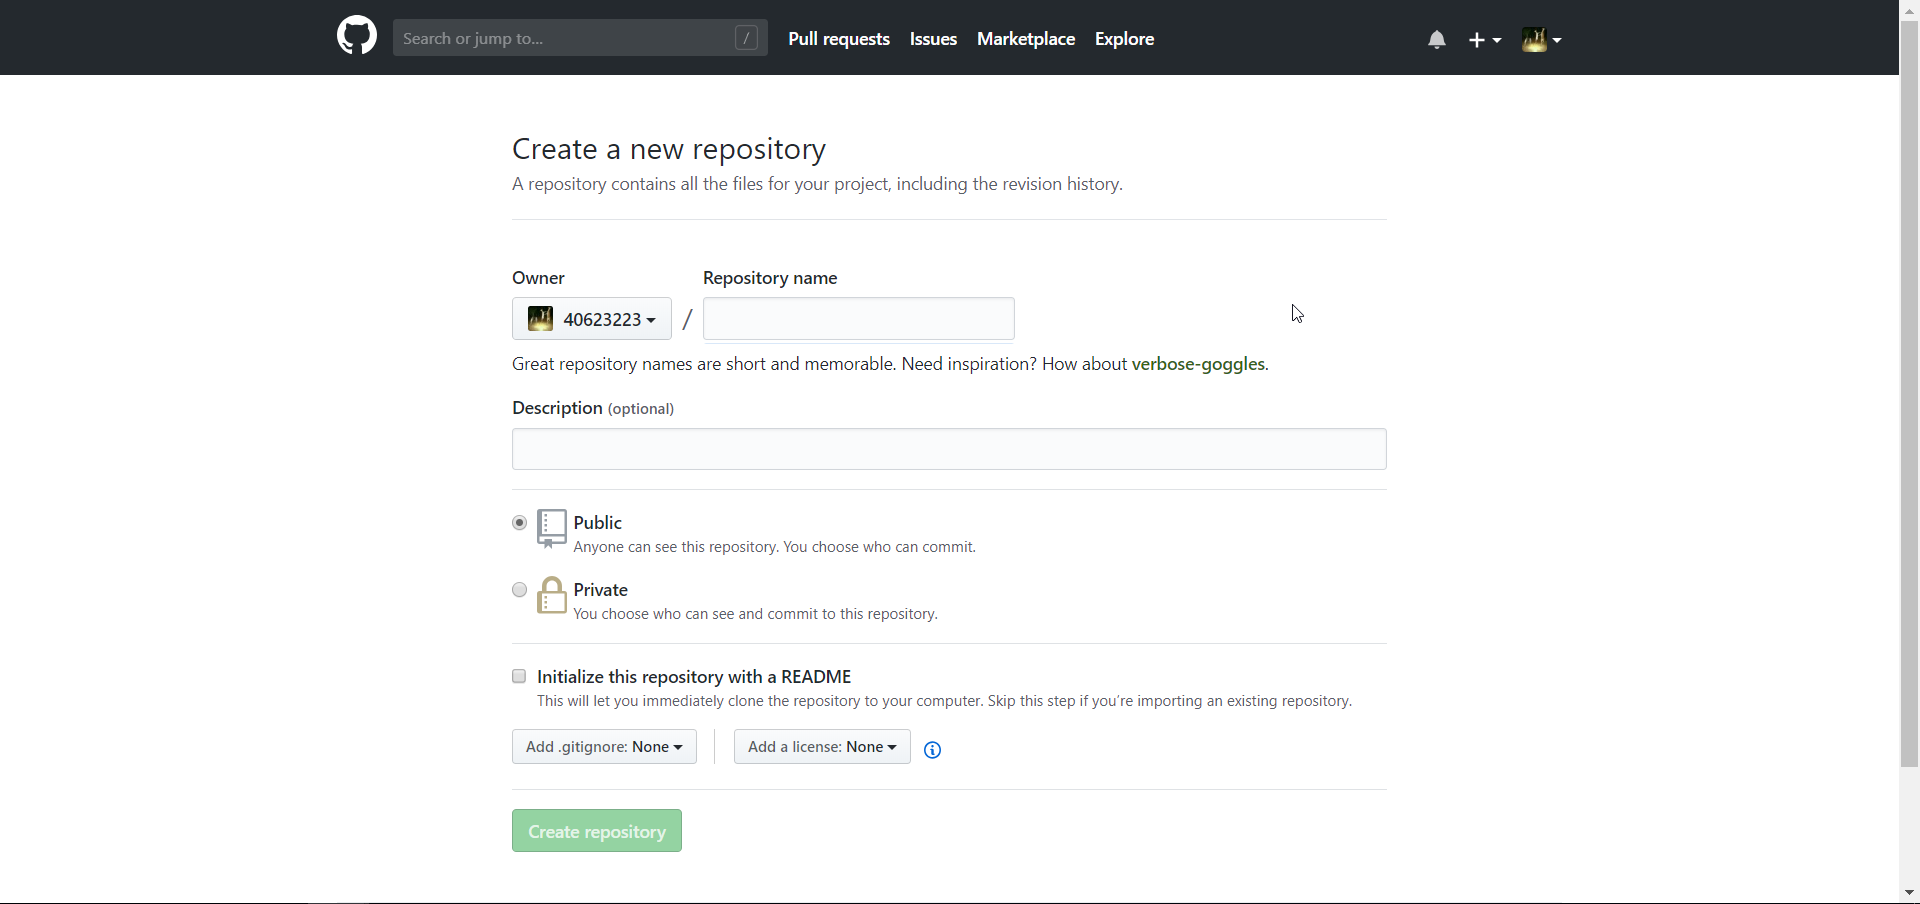 Search or jump to... / Pull requests Issues Marketplace Explore
Create a new repository
A repository contains all the files for your project, including the revision history.
Owner Repository name
40623223 /
Great repository names are short and memorable. Need inspiration? How about verbose-goggles.
Description (optional)
Public
Anyone can see this repository. You choose who can commit.
Private
You choose who can see and commit to this repository.
Initialize this repository with a README
This will let you immediately clone the repository to your computer. Skip this step if you're importing an existing repository.
Add .gitignore: None Add a license: None
Create repository